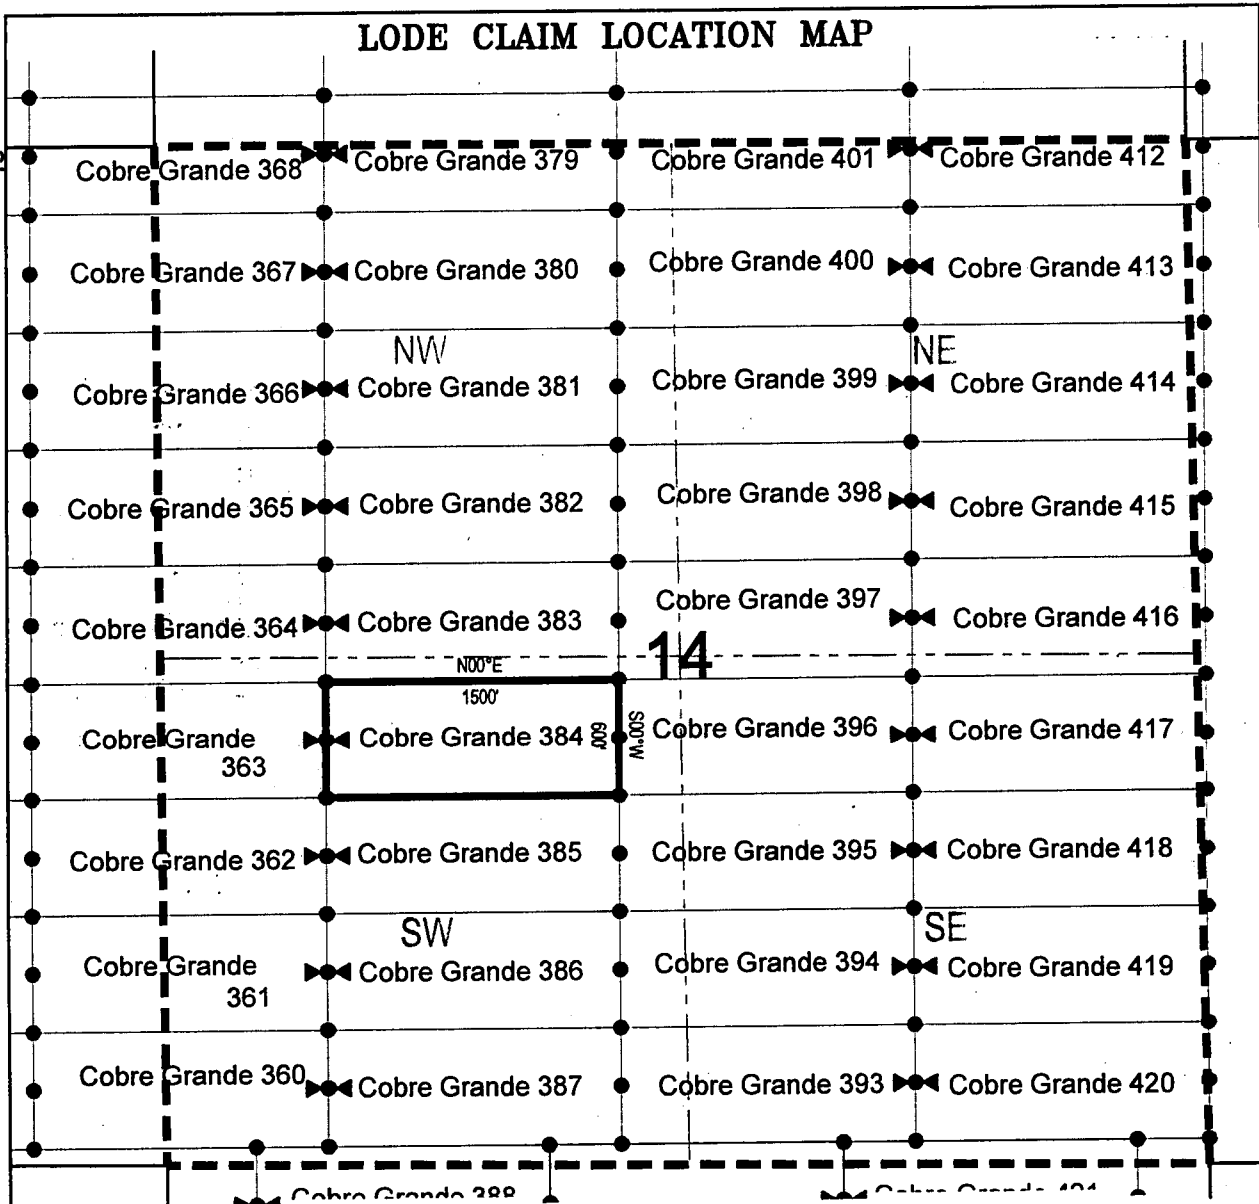 LODE CLAIM LOCATION MAP
Cobre Grande 368
Cobre Grande 379
Cobre Grande 401
Cobre Grande 412
Cobre Grande 367
Cobre Grande 380
Cobre Grande 400
Cobre Grande 413
NW
NE
Cobre Grande 366
Cobre Grande 381
Cobre Grande 399
Cobre Grande 414
Cobre Grande 365
Cobre Grande 382
Cobre Grande 398
Cobre Grande 415
Cobre Grande 364
Cobre Grande 383
Cobre Grande 397
Cobre Grande 416
14
N00°E
1500'
Cobre Grande
363
Cobre Grande 384
600'
S00°W
Cobre Grande 396
Cobre Grande 417
Cobre Grande 362
Cobre Grande 385
Cobre Grande 395
Cobre Grande 418
SW
SE
Cobre Grande
361
Cobre Grande 386
Cobre Grande 394
Cobre Grande 419
Cobre Grande 360
Cobre Grande 387
Cobre Grande 393
Cobre Grande 420
Cobre Grande 388